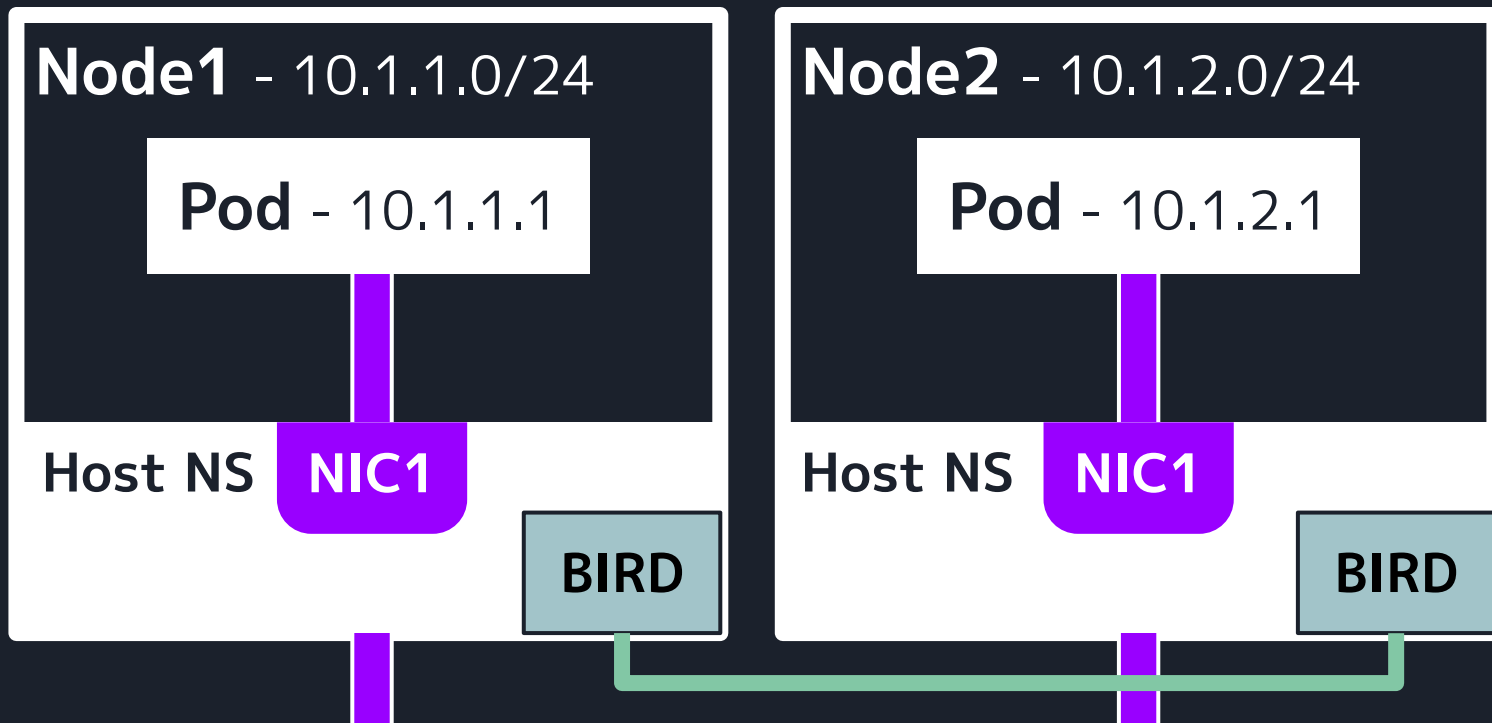 Node1 - 10.1.1.0/24
Pod - 10.1.1.1
Host NS
NIC1
BIRD
Node2 - 10.1.2.0/24
Pod - 10.1.2.1
Host NS
NIC1
BIRD